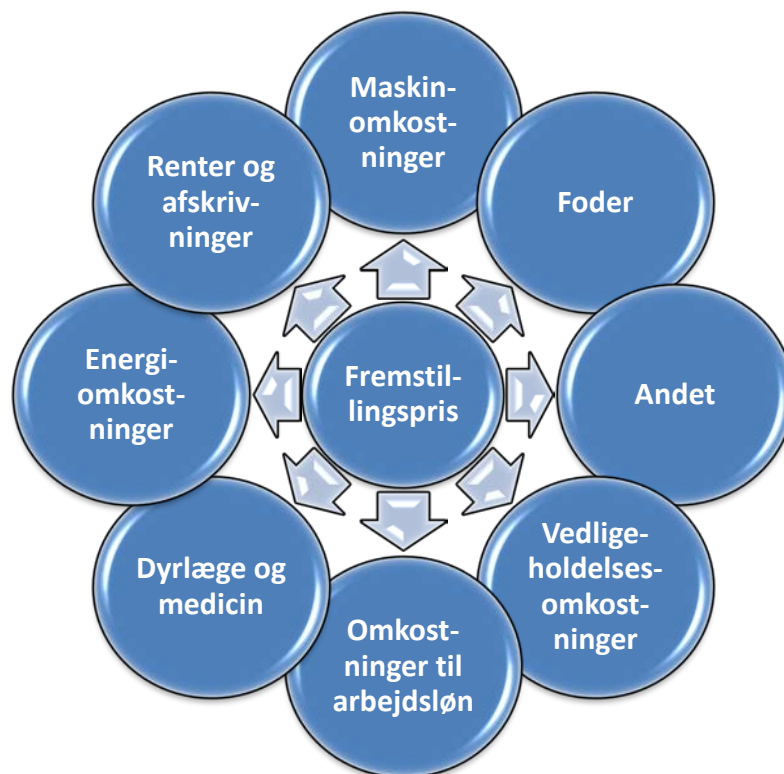 Maskin-
omkost-
ninger
Foder
Andet
Vedlige-
holdelses-
omkost-
ninger
Omkost-
ninger til
arbejdsløn
Dyrlæge og
medicin
Energi-
omkost-
ninger
Renter og
afskriv-
ninger
Fremstil-
lingspris